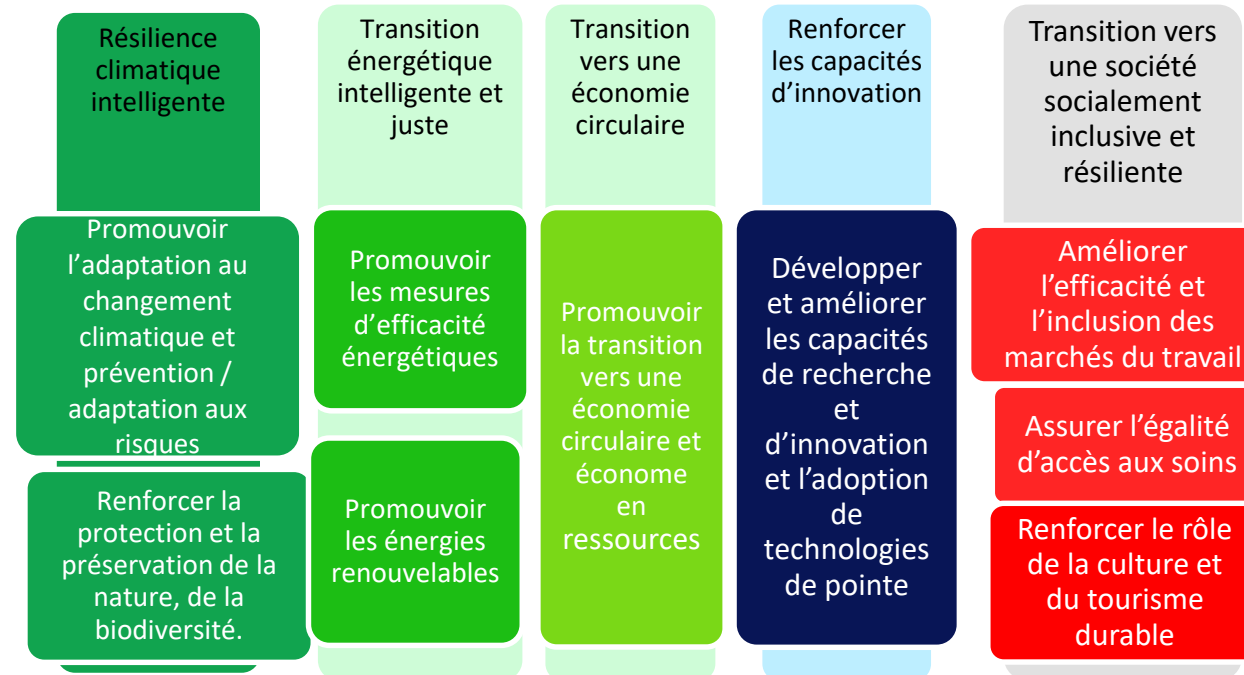 Résilience
climatique
intelligente
Promouvoir
l’adaptation au
changement
climatique et
prévention /
adaptation aux
risques
Renforcer la
protection et la
préservation de la
nature, de la
biodiversité.
Transition
énergétique
intelligente et
juste
Promouvoir
les mesures
d’efficacité
énergétiques
Promouvoir
les énergies
renouvelables
Transition
vers une
économie
circulaire
Promouvoir
la transition
vers une
économie
circulaire et
économe
en
ressources
Renforcer
les capacités
d’innovation
Développer
et améliorer
les capacités
de recherche
et
d’innovation
et l’adoption
de
technologies
de pointe
Transition vers
une société
socialement
inclusive et
résiliente
Améliorer
l’efficacité et
l’inclusion des
marchés du travail
Assurer l’égalité
d’accès aux soins
Renforcer le rôle
de la culture et
du tourisme
durable